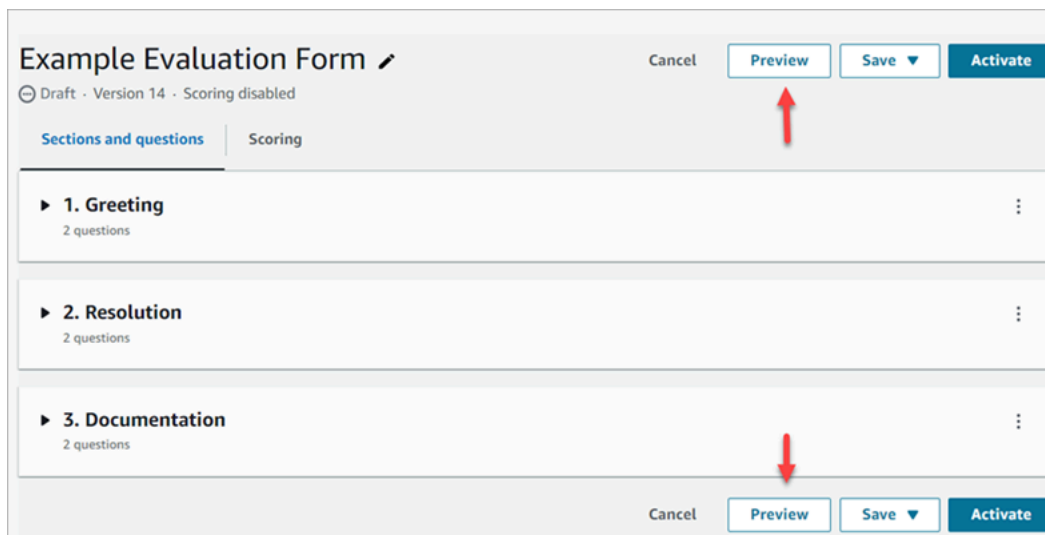 Example Evaluation Form
Cancel Preview Save Activate
Draft · Version 14 · Scoring disabled
Sections and questions Scoring
1. Greeting
2 questions
2. Resolution
2 questions
3. Documentation
2 questions
Cancel Preview Save Activate